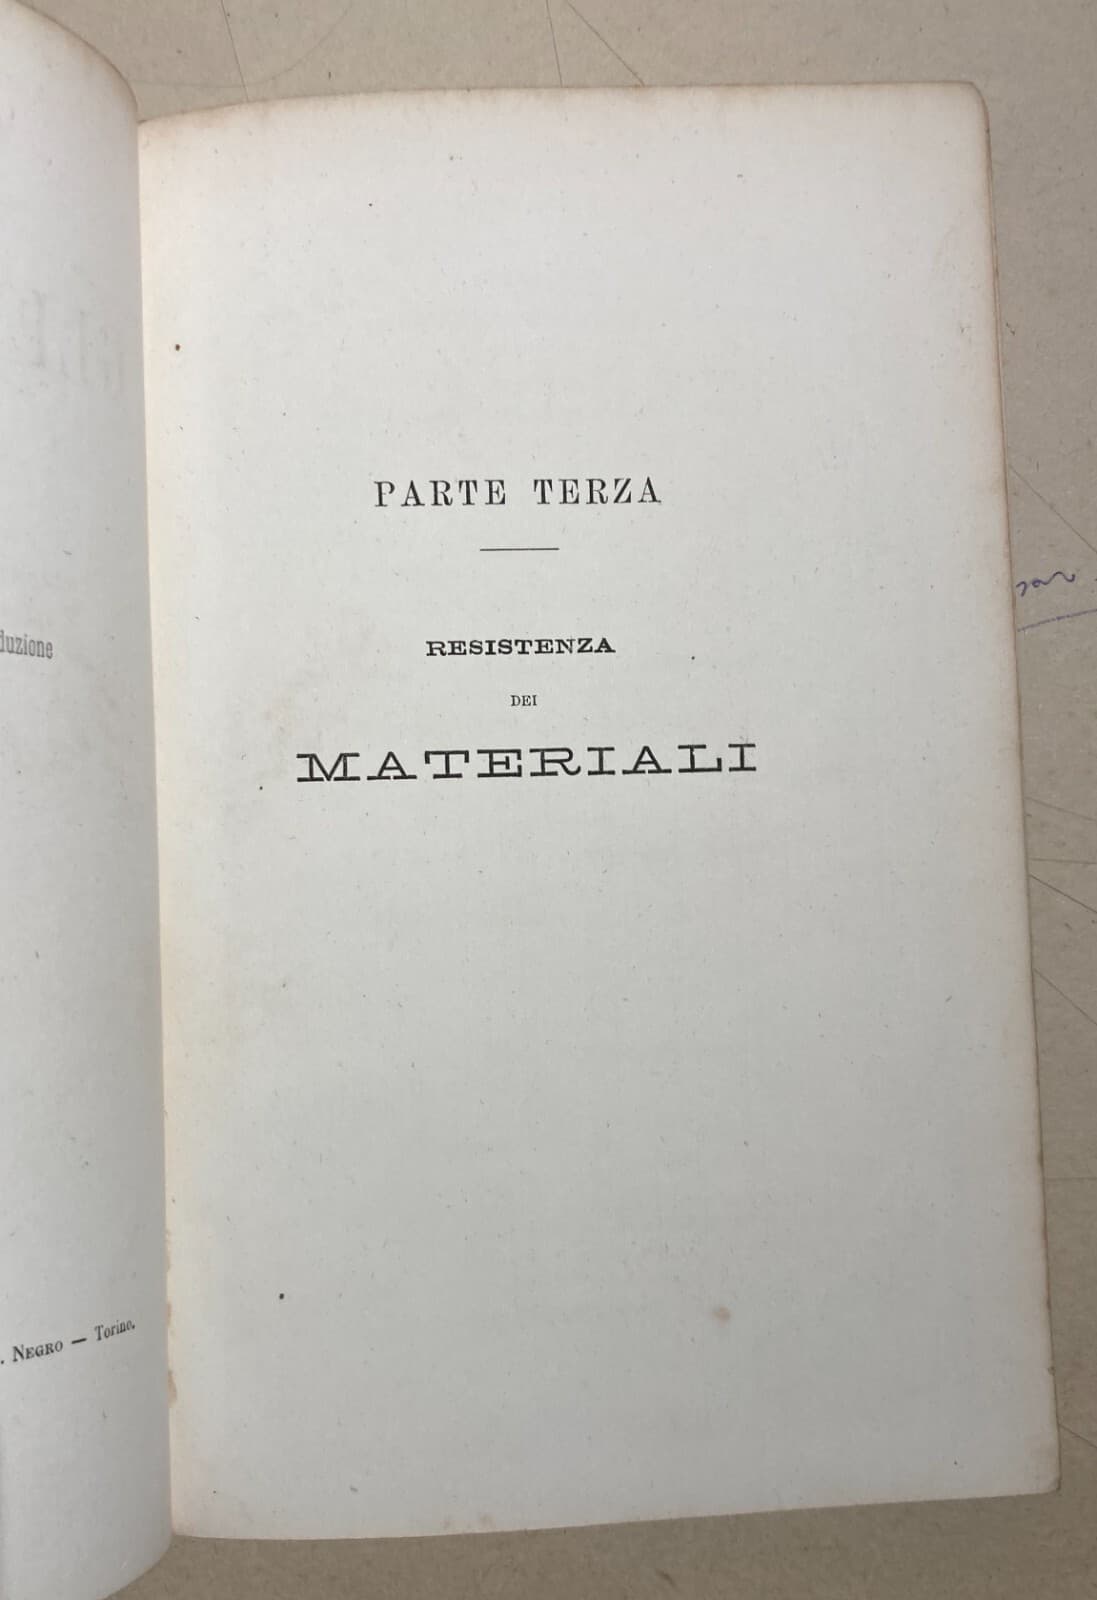 duzione
. NEGRO — Torino.
PARTE TERZA
RESISTENZA
DEI
MATERIALI